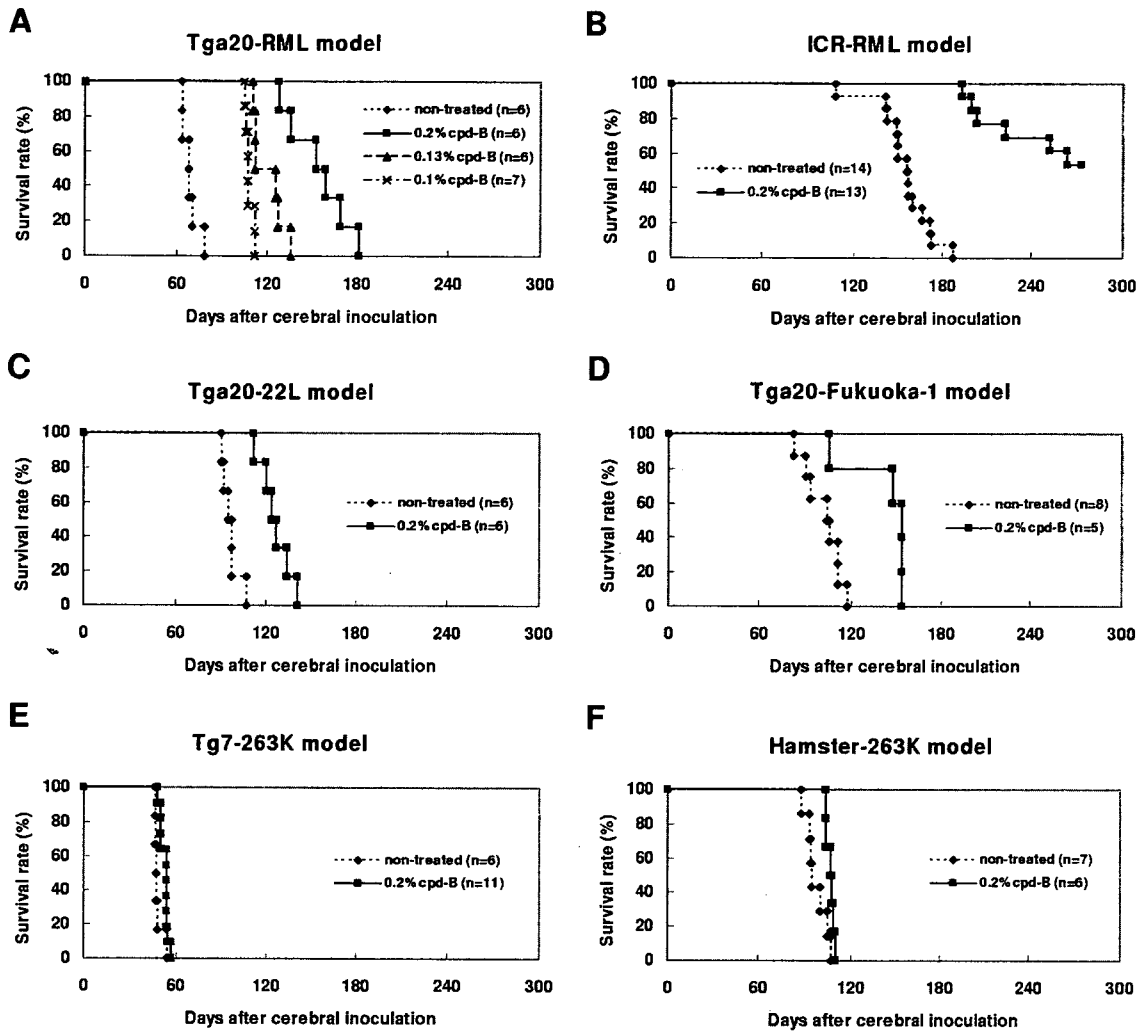 A
Tga20-RML model
Survival rate (%)
100
80
60
40
20
0
non-treated (n=6)
0.2% cpd-B (n=6)
0.13% cpd-B (n=6)
0.1% cpd-B (n=7)
0 60 120 180 240 300
Days after cerebral inoculation
B
ICR-RML model
Survival rate (%)
100
80
60
40
20
0
non-treated (n=14)
0.2% cpd-B (n=13)
0 60 120 180 240 300
Days after cerebral inoculation
C
Tga20-22L model
Survival rate (%)
100
80
60
40
20
0
non-treated (n=6)
0.2% cpd-B (n=6)
0 60 120 180 240 300
Days after cerebral inoculation
D
Tga20-Fukuoka-1 model
Survival rate (%)
100
80
60
40
20
0
non-treated (n=8)
0.2% cpd-B (n=5)
0 60 120 180 240 300
Days after cerebral inoculation
E
Tg7-263K model
Survival rate (%)
100
80
60
40
20
0
non-treated (n=6)
0.2% cpd-B (n=11)
0 60 120 180 240 300
Days after cerebral inoculation
F
Hamster-263K model
Survival rate (%)
100
80
60
40
20
0
non-treated (n=7)
0.2% cpd-B (n=6)
0 60 120 180 240 300
Days after cerebral inoculation